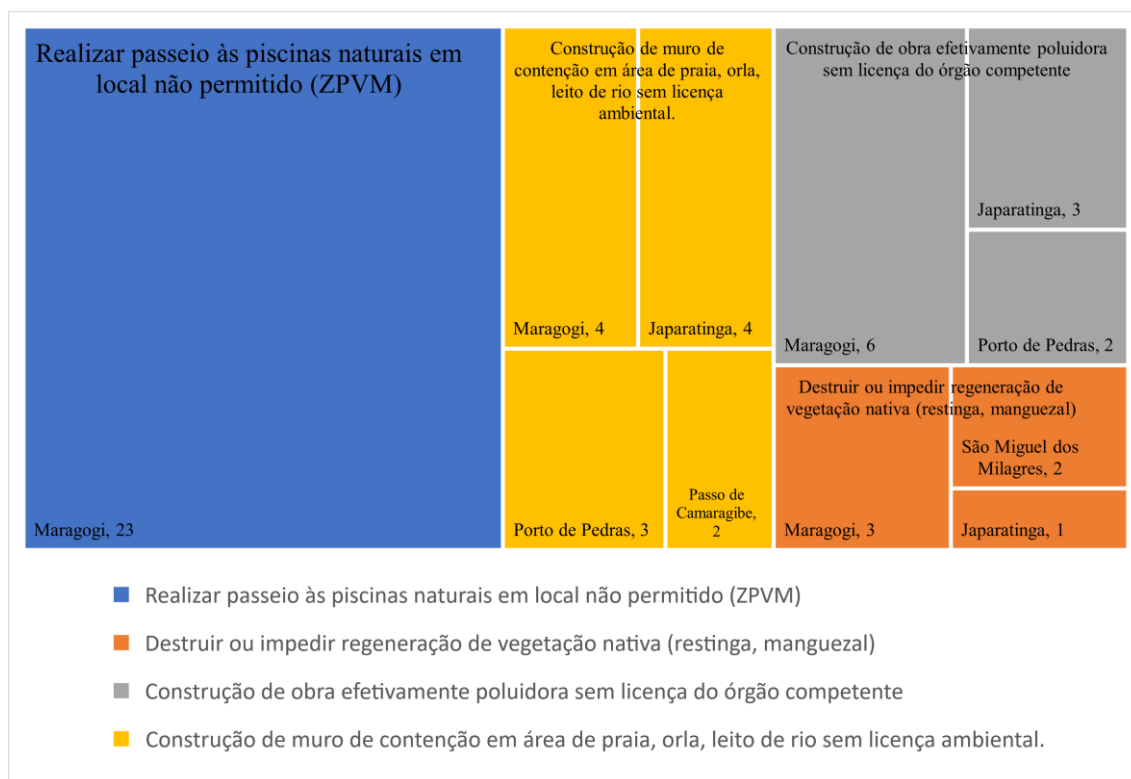 Realizar passeio às piscinas naturais em
local não permitido (ZPVM)
Maragogi, 23
Construção de muro de
contenção em área de praia, orla,
leito de rio sem licença
ambiental.
Maragogi, 4
Japaratinga, 4
Porto de Pedras, 3
Passo de
Camaragibe,
2
Construção de obra efetivamente poluidora
sem licença do órgão competente
Maragogi, 6
Japaratinga, 3
Porto de Pedras, 2
Destruir ou impedir regeneração de
vegetação nativa (restinga, manguezal)
Maragogi, 3
São Miguel dos
Milagres, 2
Japaratinga, 1
Realizar passeio às piscinas naturais em local não permitido (ZPVM)
Destruir ou impedir regeneração de vegetação nativa (restinga, manguezal)
Construção de obra efetivamente poluidora sem licença do órgão competente
Construção de muro de contenção em área de praia, orla, leito de rio sem licença ambiental.